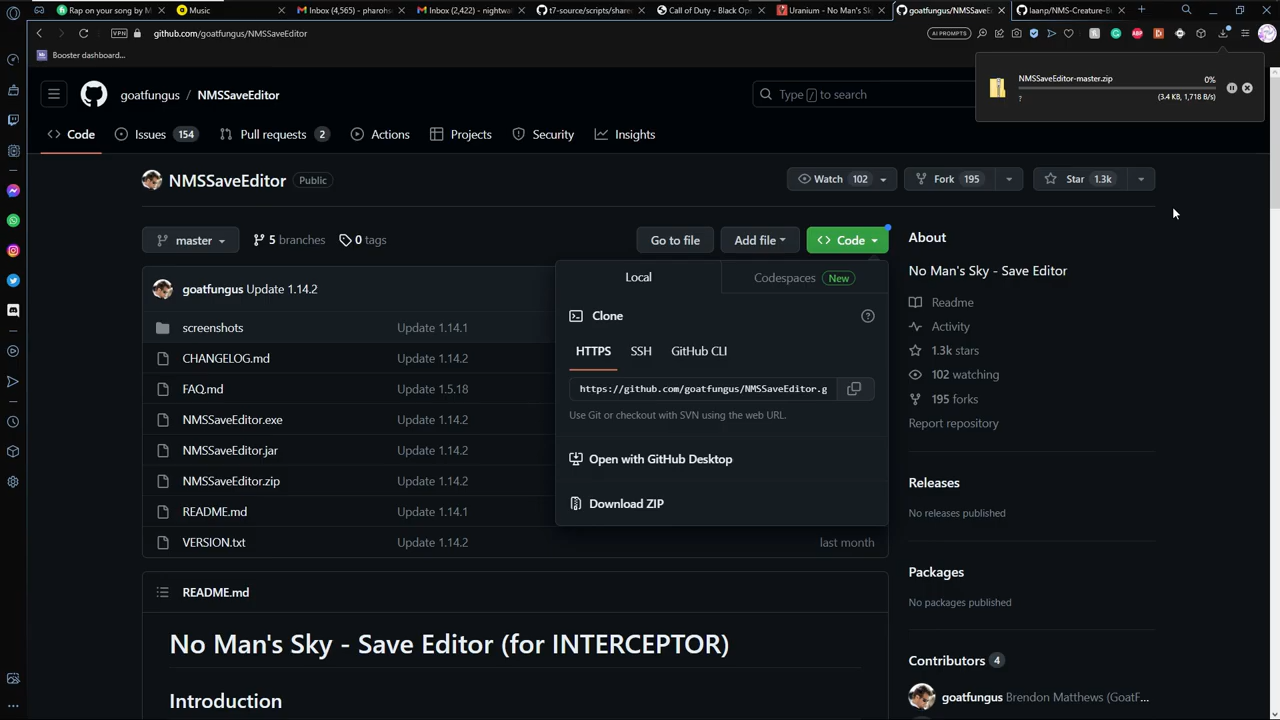 Rap on your song by M
Music
Inbox (4,565) - pharoh
Inbox (2,422) - nightwa
t7-source/scripts/share
Call of Duty - Black Ops
Uranium - No Man's Sk
goatfungus/NMSSaveE
laanp/NMS-Creature-B
VPN
github.com/goatfungus/NMSSaveEditor
AI PROMPTS
Booster dashboard...
NMSSaveEditor-master.zip
0%
?
(3.4 KB, 1,718 B/s)
goatfungus / NMSSaveEditor
Type / to search
Code
Issues 154
Pull requests 2
Actions
Projects
Security
Insights
NMSSaveEditor Public
Watch 102
Fork 195
Star 1.3k
master
5 branches
0 tags
Go to file
Add file
Code
About
No Man's Sky - Save Editor
Readme
Activity
1.3k stars
102 watching
195 forks
Report repository
goatfungus Update 1.14.2
Local
Codespaces New
screenshots Update 1.14.1
Clone
CHANGELOG.md Update 1.14.2
HTTPS SSH GitHub CLI
FAQ.md Update 1.5.18
https://github.com/goatfungus/NMSSaveEditor.g
NMSSaveEditor.exe Update 1.14.2
Use Git or checkout with SVN using the web URL.
NMSSaveEditor.jar Update 1.14.2
Open with GitHub Desktop
NMSSaveEditor.zip Update 1.14.2
Download ZIP
README.md Update 1.14.1
VERSION.txt Update 1.14.2 last month
Releases
No releases published
Packages
No packages published
Contributors 4
goatfungus Brendon Matthews (GoatF...
README.md
No Man's Sky - Save Editor (for INTERCEPTOR)
Introduction